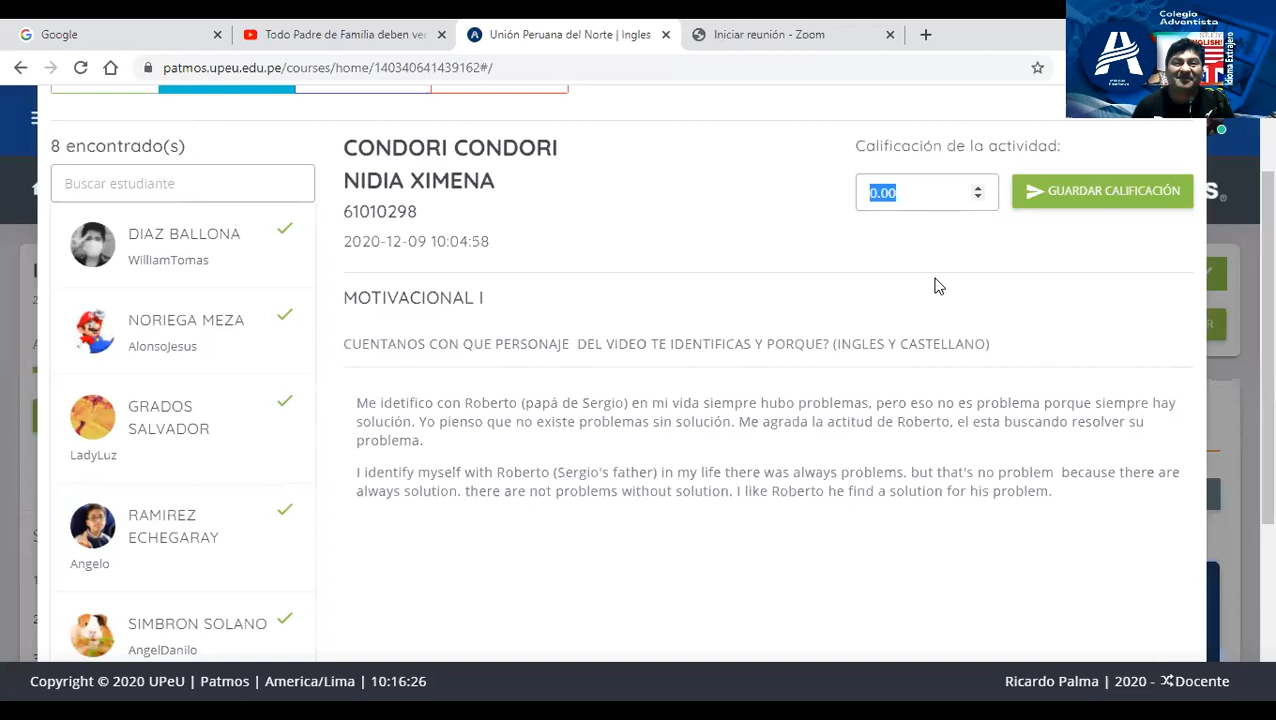 Google
Todo Padre de Familia deben ve
Unión Peruana del Norte | Ingles
Iniciar reunión - Zoom
patmos.upeu.edu.pe/courses/home/140340641439162#/
Colegio
Adventista
Idioma Extrajero
8 encontrado(s)
Buscar estudiante
DIAZ BALLONA
WilliamTomas
NORIEGA MEZA
AlonsoJesus
GRADOS
SALVADOR
LadyLuz
RAMIREZ
ECHEGARAY
Angelo
SIMBRON SOLANO
AngelDanilo
CONDORI CONDORI
NIDIA XIMENA
61010298
2020-12-09 10:04:58
Calificación de la actividad:
0.00
GUARDAR CALIFICACIÓN
MOTIVACIONAL I
CUENTANOS CON QUE PERSONAJE DEL VIDEO TE IDENTIFICAS Y PORQUE? (INGLES Y CASTELLANO)
Me idetifico con Roberto (papá de Sergio) en mi vida siempre hubo problemas, pero eso no es problema porque siempre hay
solución. Yo pienso que no existe problemas sin solución. Me agrada la actitud de Roberto, el esta buscando resolver su
problema.
I identify myself with Roberto (Sergio's father) in my life there was always problems, but that's no problem because there are
always solution. there are not problems without solution, I like Roberto he find a solution for his problem.
Copyright © 2020 UPeU | Patmos | America/Lima | 10:16:26
Ricardo Palma | 2020 - Docente